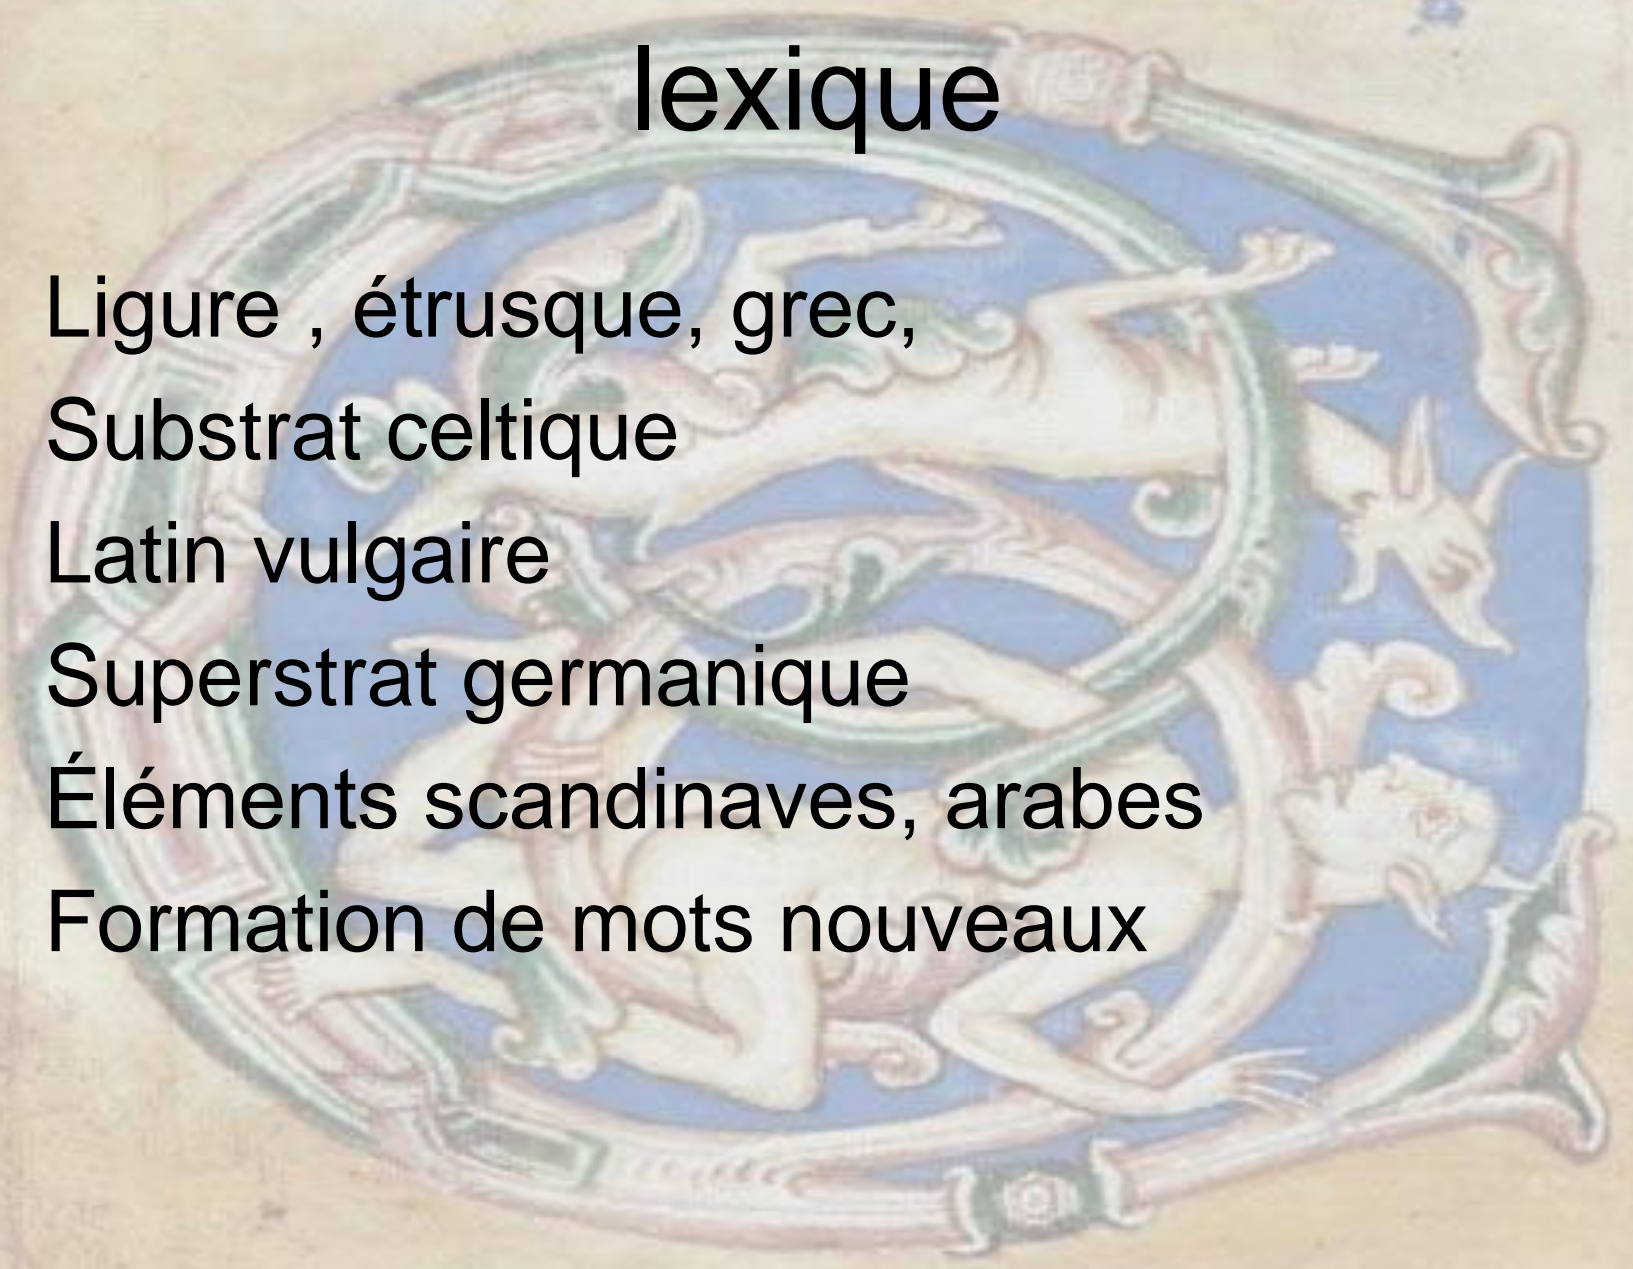 lexique
Ligure , étrusque, grec,
Substrat celtique
Latin vulgaire
Superstrat germanique
Éléments scandinaves, arabes
Formation de mots nouveaux